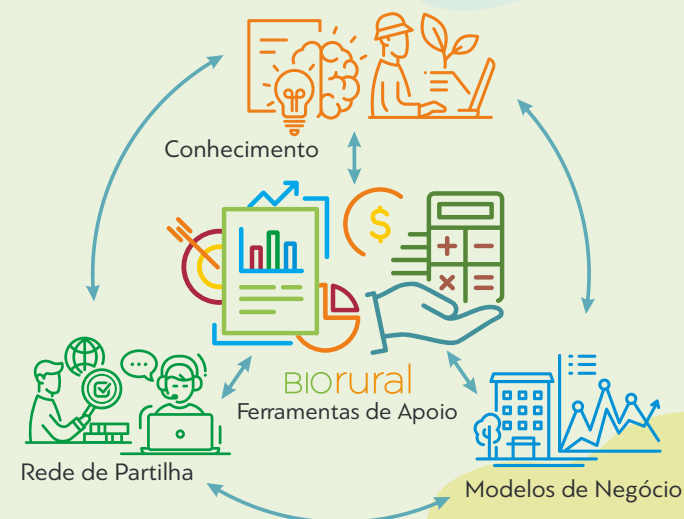 Conhecimento
$
BIOrural
Ferramentas de Apoio
Rede de Partilha
Modelos de Negócio